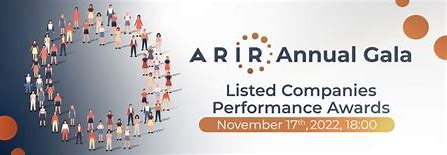 ARiR Annual Gala
Listed Companies
Performance Awards
November 17th, 2022, 18:00